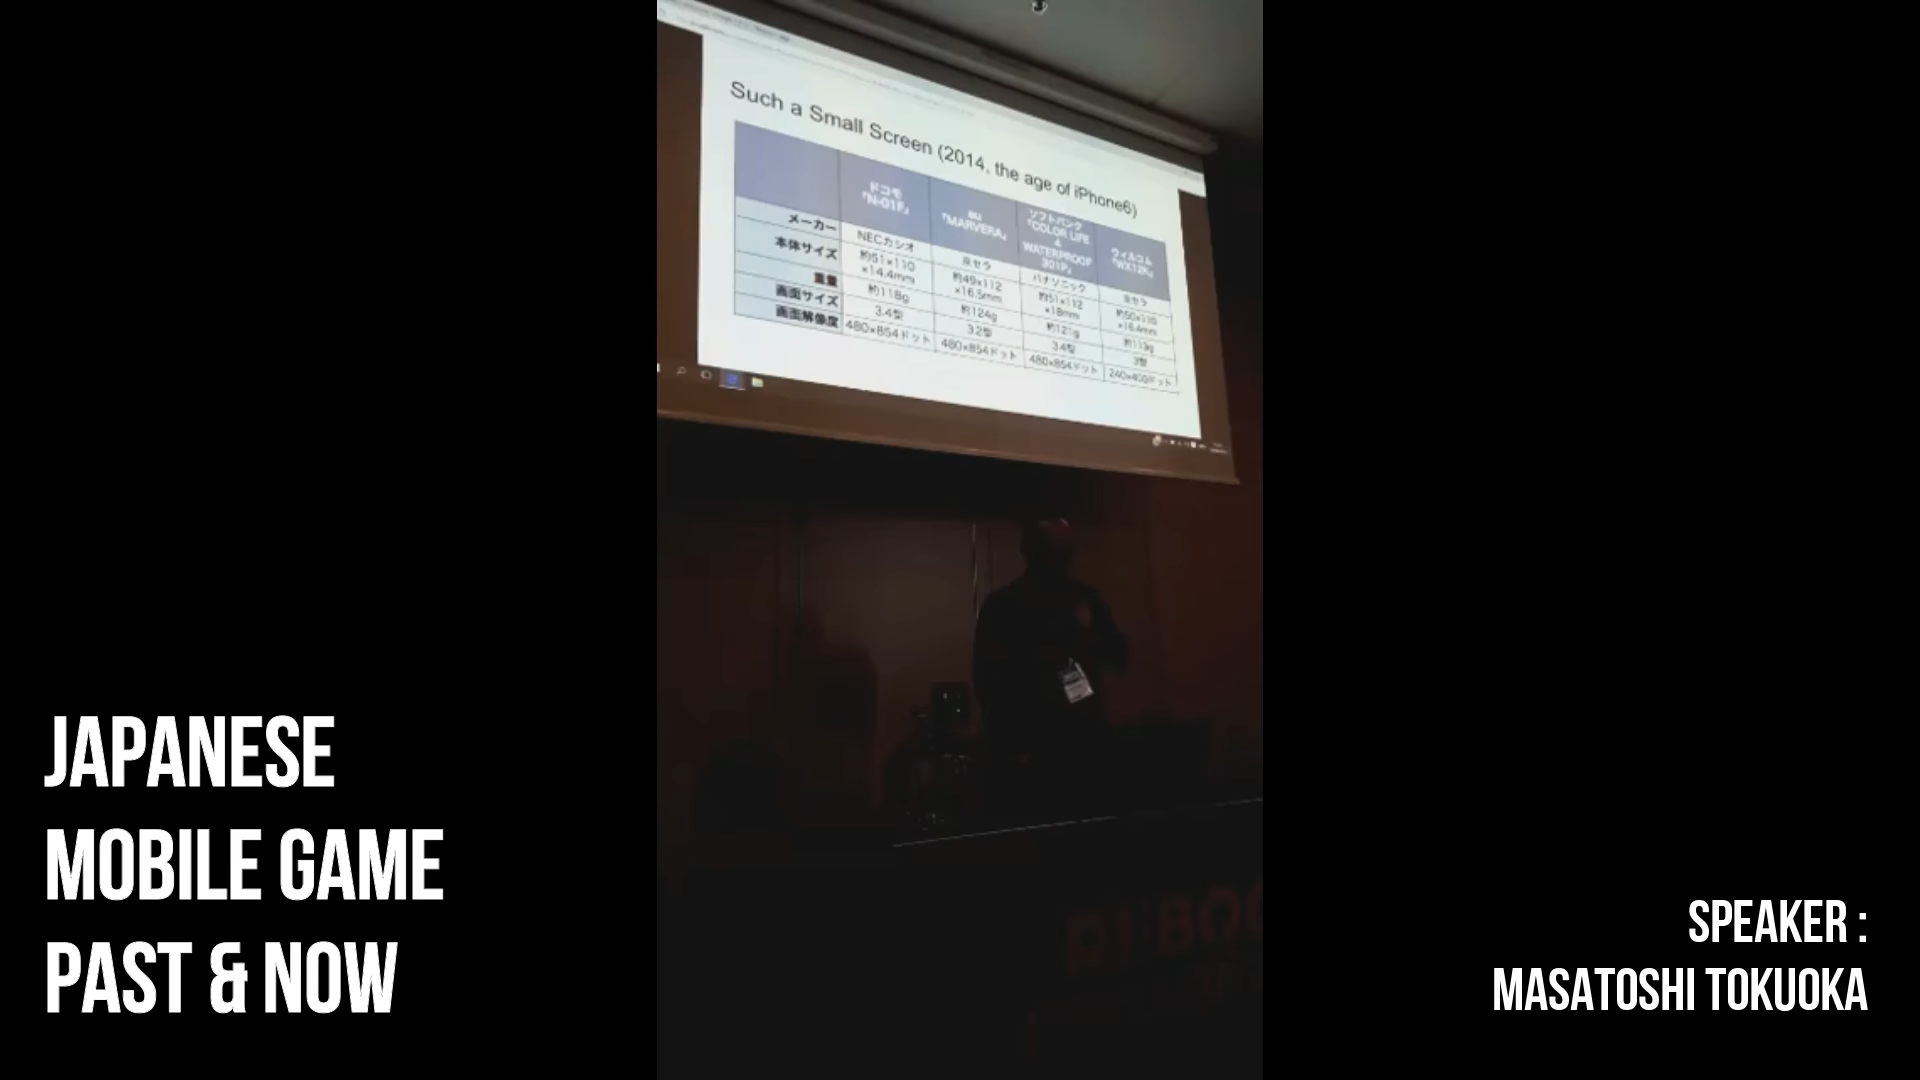 Such a Small Screen (2014, the age of iPhone6)
ドコモ
「N-01F」
au
「MARVERA」
ソフトバンク
「COLOR LIFE
4
WATERPROOF
301P」
ウィルコム
「WX12K」
メーカー
NECカシオ
京セラ
パナソニック
京セラ
本体サイズ
約51×110
×14.4mm
約49×112
×16.5mm
約51×112
×18mm
約50×110
×16.4mm
重量
約118g
約124g
約121g
約113g
画面サイズ
3.4型
3.2型
3.4型
3型
画面解像度
480×854ドット
480×854ドット
480×854ドット
240×400ドット
JAPANESE
MOBILE GAME
PAST & NOW
SPEAKER :
MASATOSHI TOKUOKA